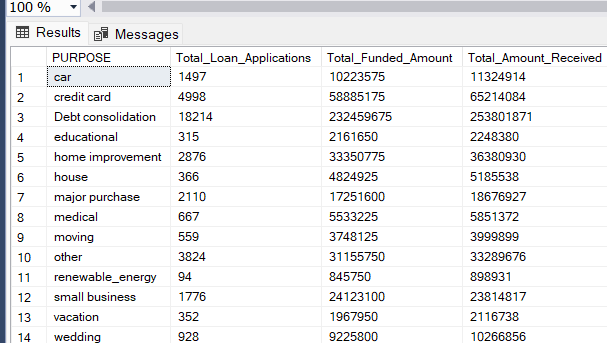 100 %
Results Messages
PURPOSE Total_Loan_Applications Total_Funded_Amount Total_Amount_Received
1 car 1497 10223575 11324914
2 credit card 4998 58885175 65214084
3 Debt consolidation 18214 232459675 253801871
4 educational 315 2161650 2248380
5 home improvement 2876 33350775 36380930
6 house 366 4824925 5185538
7 major purchase 2110 17251600 18676927
8 medical 667 5533225 5851372
9 moving 559 3748125 3999899
10 other 3824 31155750 33289676
11 renewable_energy 94 845750 898931
12 small business 1776 24123100 23814817
13 vacation 352 1967950 2116738
14 wedding 928 9225800 10266856